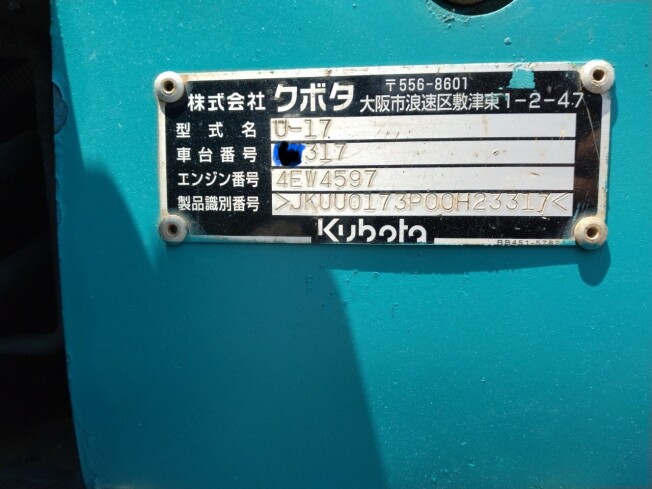 〒556-8601
株式会社 クボタ 大阪市浪速区敷津東1-2-47
型式名 U-17
車台番号 317
エンジン番号 4EW4597
製品識別番号 >JKUU0173P00H23317<
Kubota